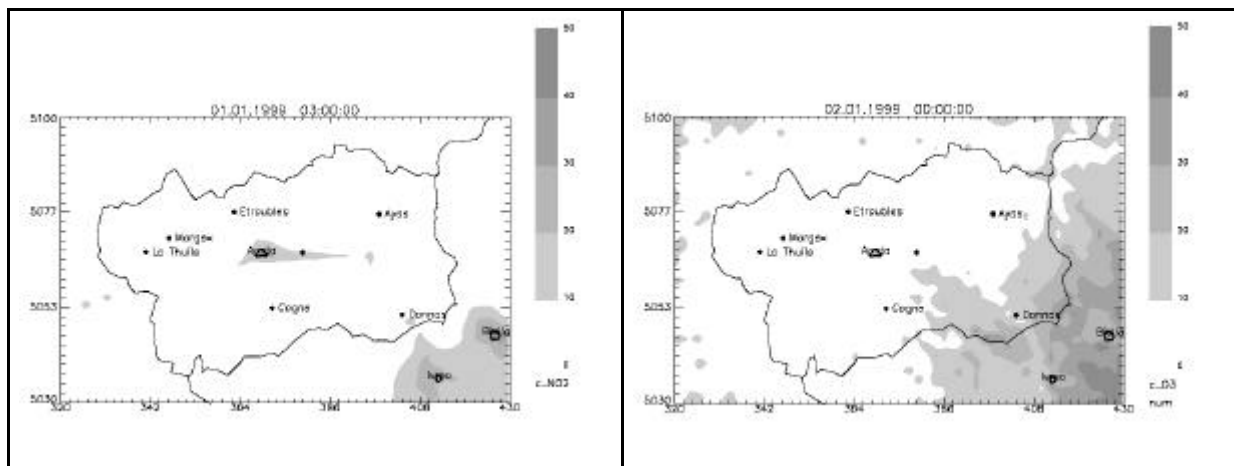 01.01.1999 03:00:00
5100
5077
5053
5030
320
342
364
386
408
430
Etroubles
Ayas
Morgex
La Thuile
Aosta
Cogne
Donnas
Ivrea
50
40
30
20
10
c_NO2
02.01.1999 00:00:00
5100
5077
5053
5030
320
342
364
386
408
430
Etroubles
Ayas
Morgex
La Thuile
Aosta
Cogne
Donnas
Ivrea
50
40
30
20
10
c_O3
num